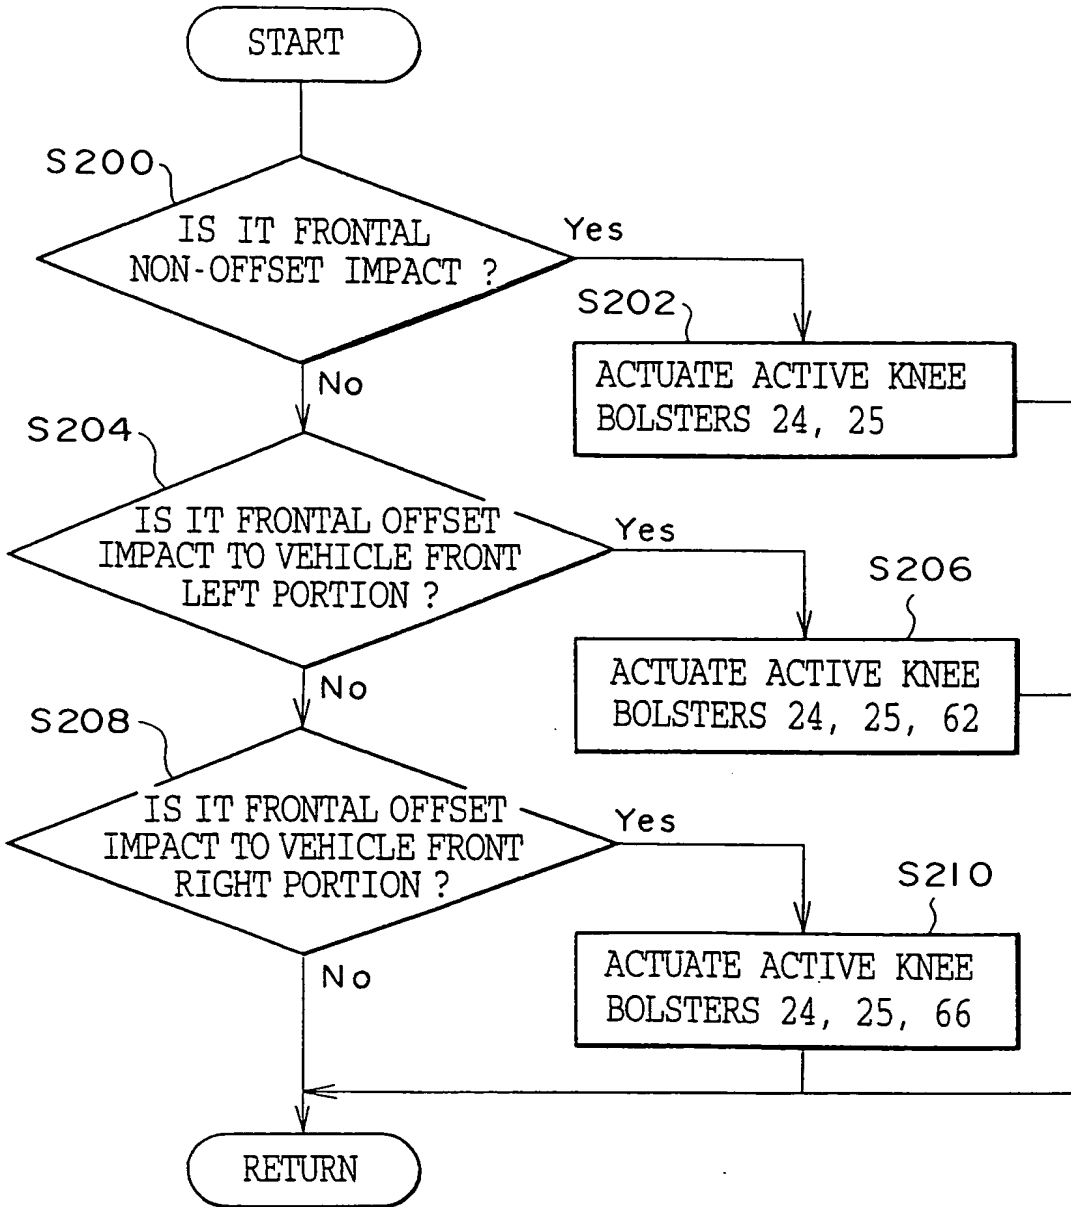 START
S200
IS IT FRONTAL
NON-OFFSET IMPACT ?
Yes
S202
ACTUATE ACTIVE KNEE
BOLSTERS 24, 25
No
S204
IS IT FRONTAL OFFSET
IMPACT TO VEHICLE FRONT
LEFT PORTION ?
Yes
S206
ACTUATE ACTIVE KNEE
BOLSTERS 24, 25, 62
No
S208
IS IT FRONTAL OFFSET
IMPACT TO VEHICLE FRONT
RIGHT PORTION ?
Yes
S210
ACTUATE ACTIVE KNEE
BOLSTERS 24, 25, 66
No
RETURN